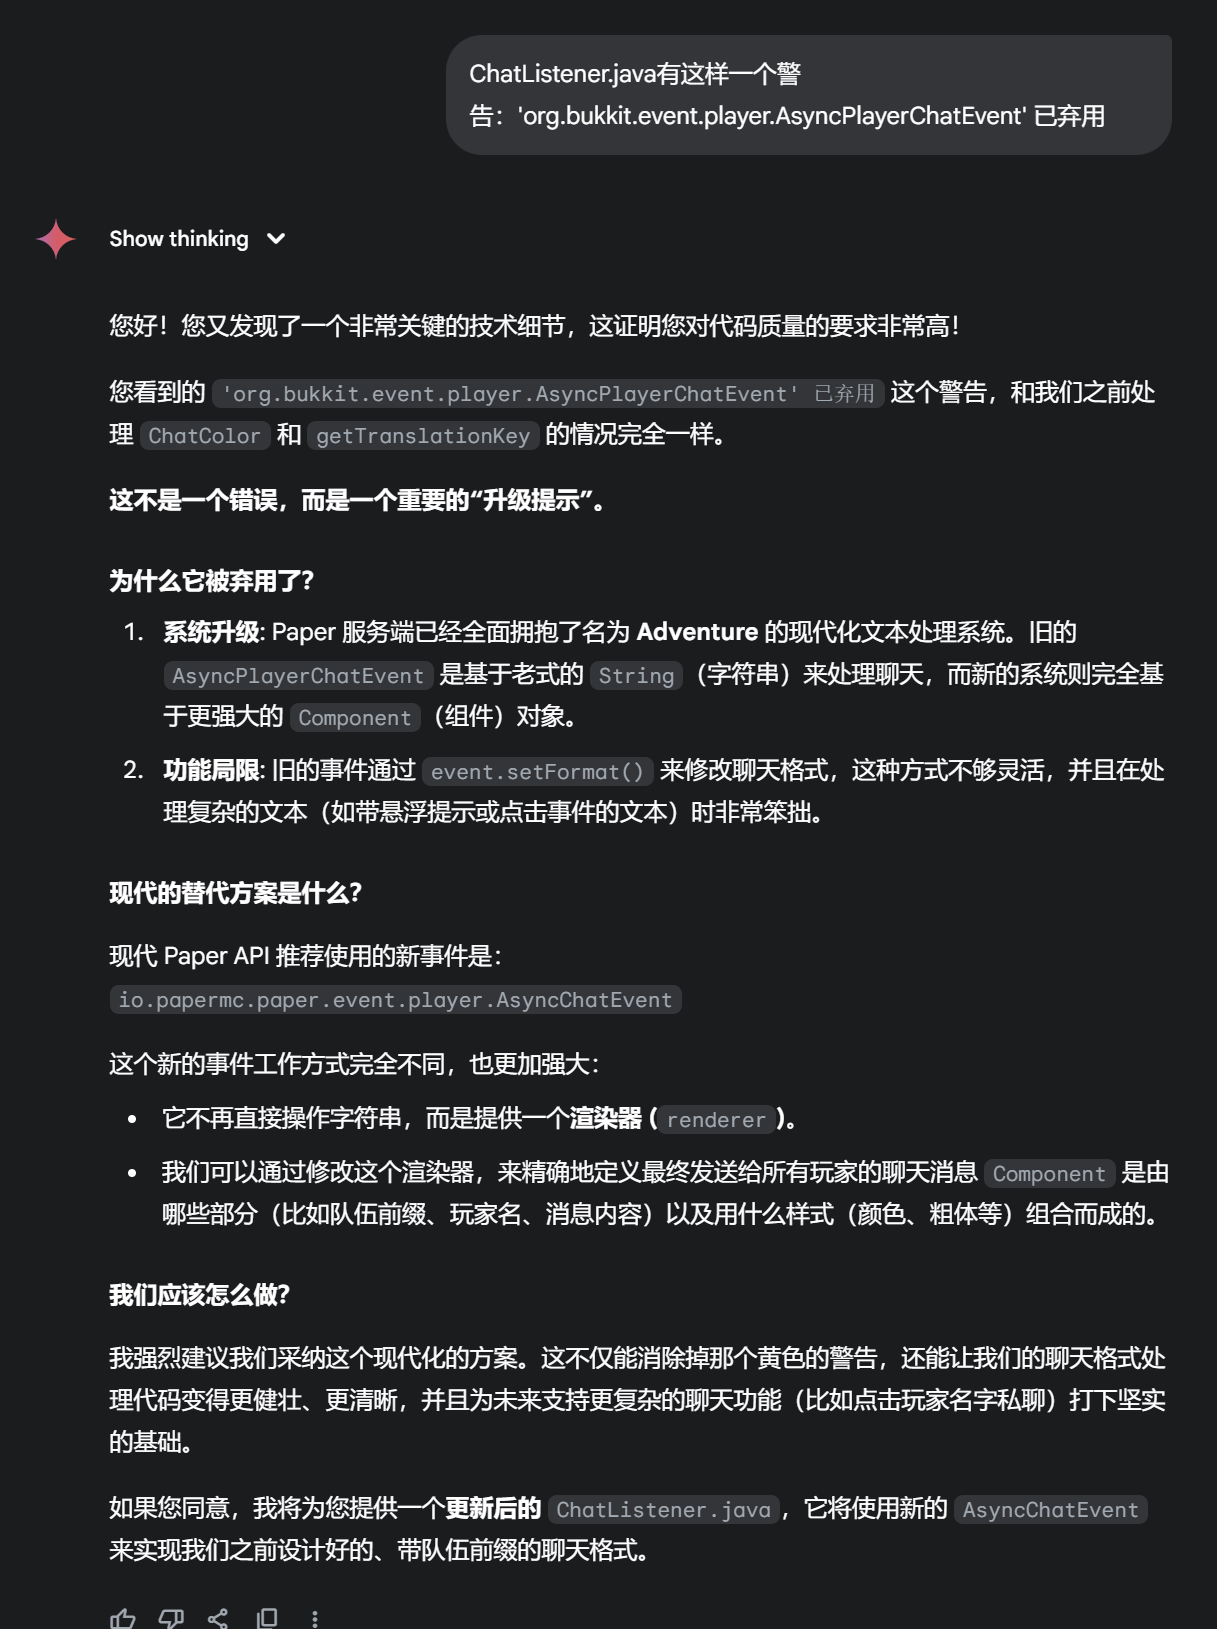 ChatListener.java有这样一个警
告：'org.bukkit.event.player.AsyncPlayerChatEvent' 已弃用
Show thinking
您好！您又发现了一个非常关键的技术细节，这证明您对代码质量的要求非常高！
您看到的 'org.bukkit.event.player.AsyncPlayerChatEvent' 已弃用 这个警告，和我们之前处
理 ChatColor 和 getTranslationKey 的情况完全一样。
这不是一个错误，而是一个重要的“升级提示”。
为什么它被弃用了？
1. 系统升级: Paper 服务端已经全面拥抱了名为 Adventure 的现代化文本处理系统。旧的
AsyncPlayerChatEvent 是基于老式的 String（字符串）来处理聊天，而新的系统则完全基
于更强大的 Component（组件）对象。
2. 功能局限: 旧的事件通过 event.setFormat() 来修改聊天格式，这种方式不够灵活，并且在处
理复杂的文本（如带悬浮提示或点击事件的文本）时非常笨拙。
现代的替代方案是什么？
现代 Paper API 推荐使用的新事件是：
io.papermc.paper.event.player.AsyncChatEvent
这个新的事件工作方式完全不同，也更加强大：
• 它不再直接操作字符串，而是提供一个渲染器 (renderer)。
• 我们可以通过修改这个渲染器，来精确地定义最终发送给所有玩家的聊天消息 Component 是由
哪些部分（比如队伍前缀、玩家名、消息内容）以及用什么样式（颜色、粗体等）组合而成的。
我们应该怎么做？
我强烈建议我们采纳这个现代化的方案。这不仅能消除掉那个黄色的警告，还能让我们的聊天格式处
理代码变得更健壮、更清晰，并且为未来支持更复杂的聊天功能（比如点击玩家名字私聊）打下坚实
的基础。
如果您同意，我将为您提供一个更新后的 ChatListener.java，它将使用新的 AsyncChatEvent
来实现我们之前设计好的、带队伍前缀的聊天格式。